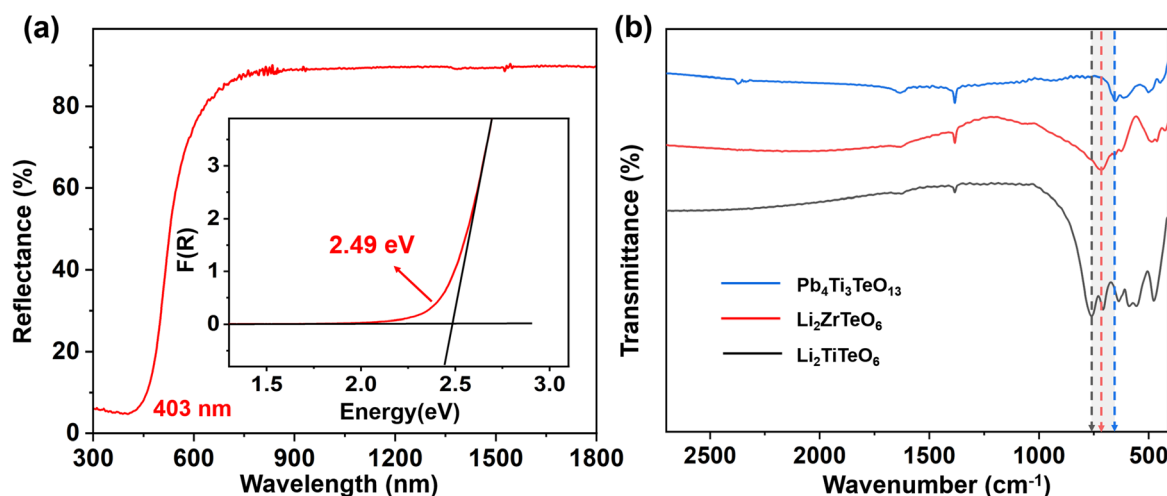 (a)
Reflectance (%)
80
60
40
20
0
300
600
900
1200
1500
1800
Wavelength (nm)
403 nm
F(R)
3
2
1
0
1.5
2.0
2.5
3.0
Energy(eV)
2.49 eV
(b)
Transmittance (%)
Pb₄Ti₃TeO₁₃
Li₂ZrTeO₆
Li₂TiTeO₆
2500
2000
1500
1000
500
Wavenumber (cm⁻¹)